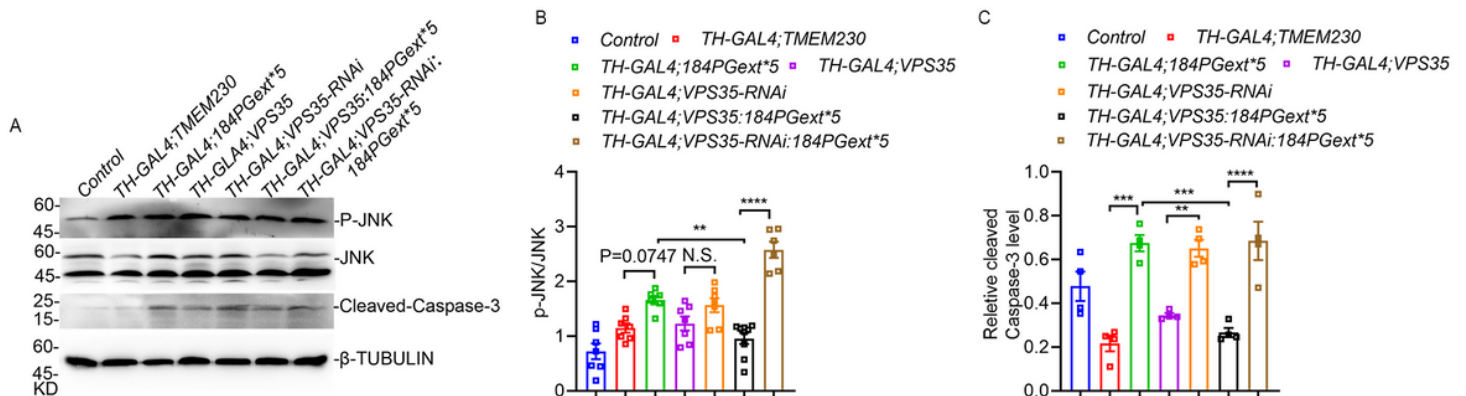 A
Control
TH-GAL4;TMEM230
TH-GAL4;184PGext*5
TH-GLA4;VPS35
TH-GAL4;VPS35-RNAi
TH-GAL4;VPS35:184PGext*5
TH-GAL4;VPS35-RNAi:
184PGext*5
60-
45-
-P-JNK
60-
45-
-JNK
25-
15-
-Cleaved-Caspase-3
60-
45-
KD
-β-TUBULIN
B
Control TH-GAL4;TMEM230
TH-GAL4;184PGext*5 TH-GAL4;VPS35
TH-GAL4;VPS35-RNAi
TH-GAL4;VPS35:184PGext*5
TH-GAL4;VPS35-RNAi:184PGext*5
p-JNK/JNK
4
3
2
1
0
P=0.0747 N.S.
**
****
C
Control TH-GAL4;TMEM230
TH-GAL4;184PGext*5 TH-GAL4;VPS35
TH-GAL4;VPS35-RNAi
TH-GAL4;VPS35:184PGext*5
TH-GAL4;VPS35-RNAi:184PGext*5
Reletive cleaved
Caspase-3 level
1.0
0.8
0.6
0.4
0.2
0.0
***
***
**
****